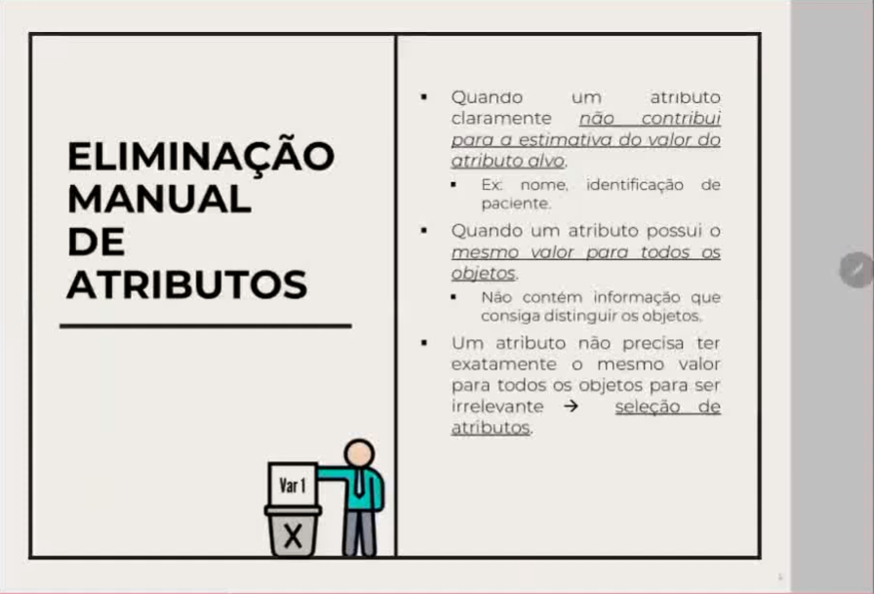 ELIMINAÇÃO
MANUAL
DE
ATRIBUTOS
Var 1
X
▪ Quando um atributo
claramente não contribui
para a estimativa do valor do
atributo alvo.
▪ Ex: nome, identificação de
paciente.
▪ Quando um atributo possui o
mesmo valor para todos os
objetos.
▪ Não contém informação que
consiga distinguir os objetos.
▪ Um atributo não precisa ter
exatamente o mesmo valor
para todos os objetos para ser
irrelevante → seleção de
atributos.